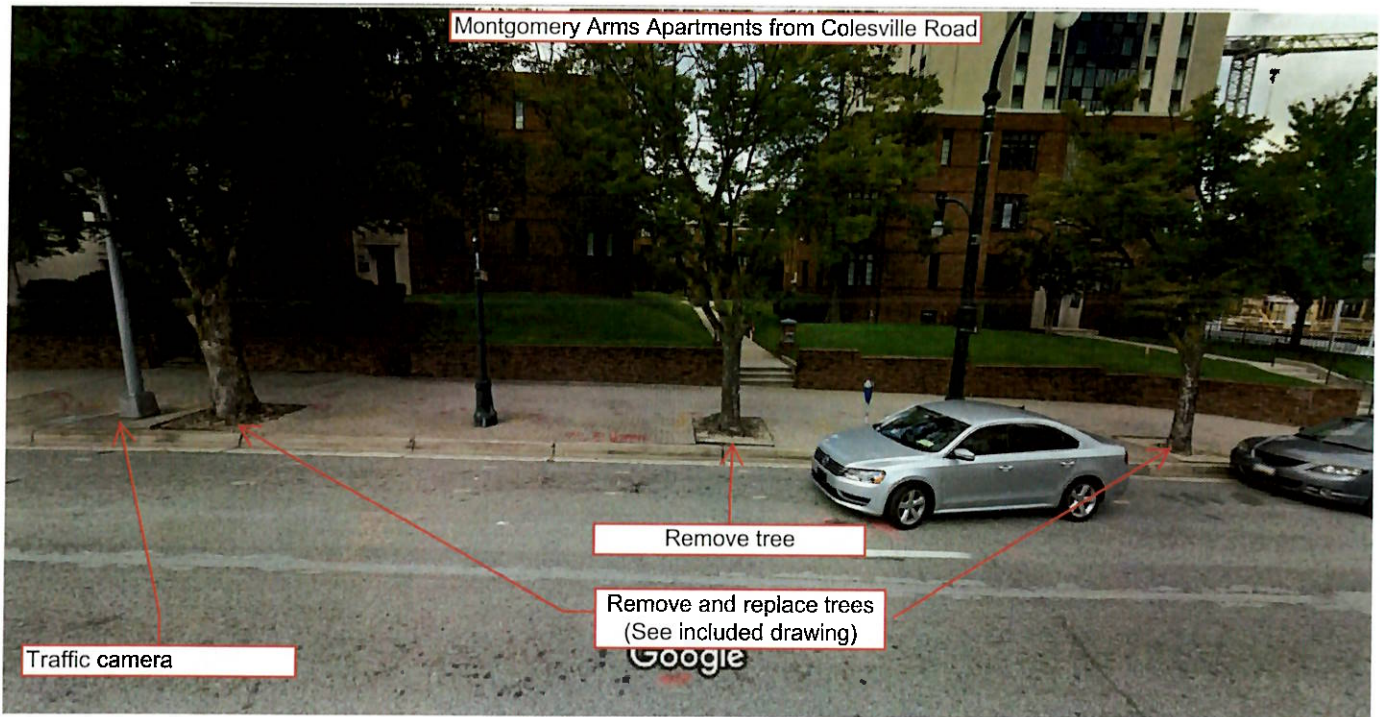 Montgomery Arms Apartments from Colesville Road
Remove tree
Remove and replace trees
(See included drawing)
Traffic camera
Google